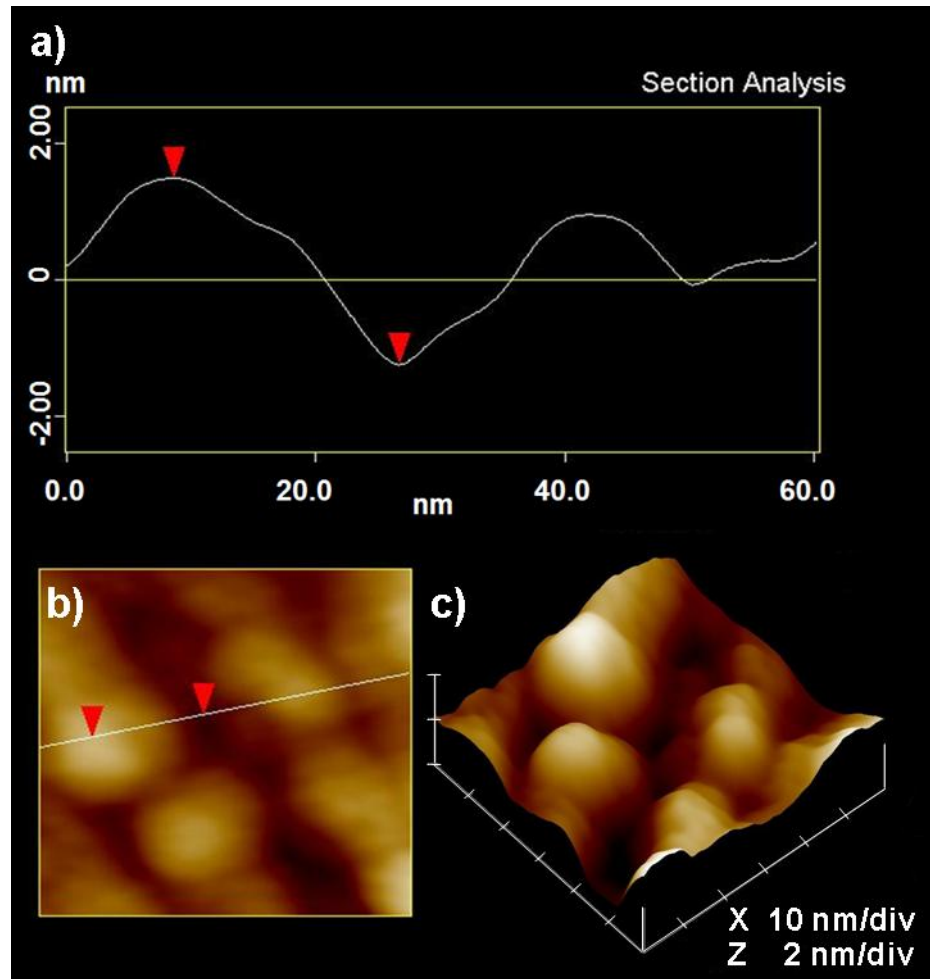 a)
nm
Section Analysis
2.00
0
-2.00
0.0 20.0 40.0 60.0
nm
b)
c)
X 10 nm/div
Z 2 nm/div